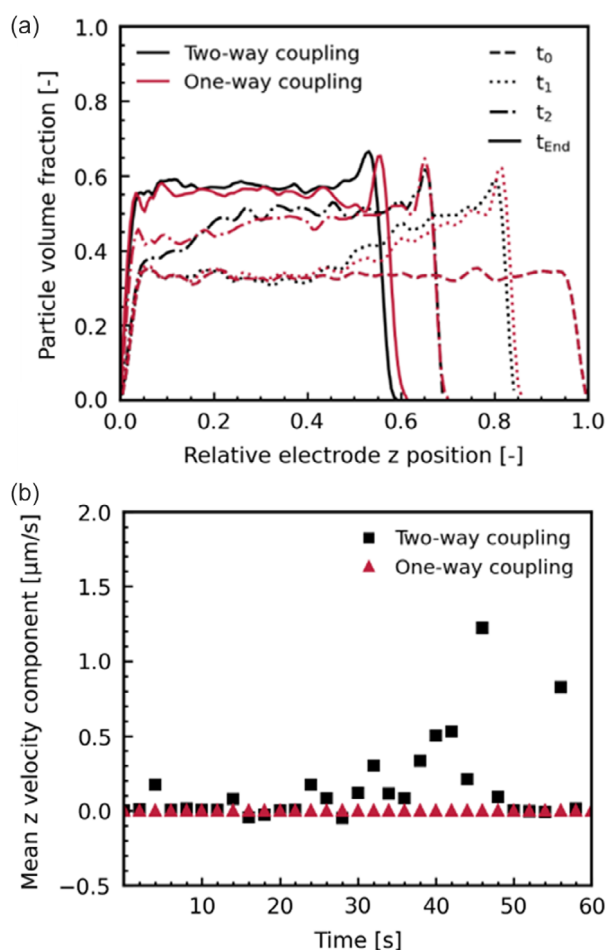 (a)
Particle volume fraction [-]
1.0
0.8
0.6
0.4
0.2
0.0
Two-way coupling
One-way coupling
t0
t1
t2
tEnd
0.0 0.2 0.4 0.6 0.8 1.0
Relative electrode z position [-]
(b)
Mean z velocity component [μm/s]
2.0
1.5
1.0
0.5
0.0
−0.5
Two-way coupling
One-way coupling
10 20 30 40 50 60
Time [s]